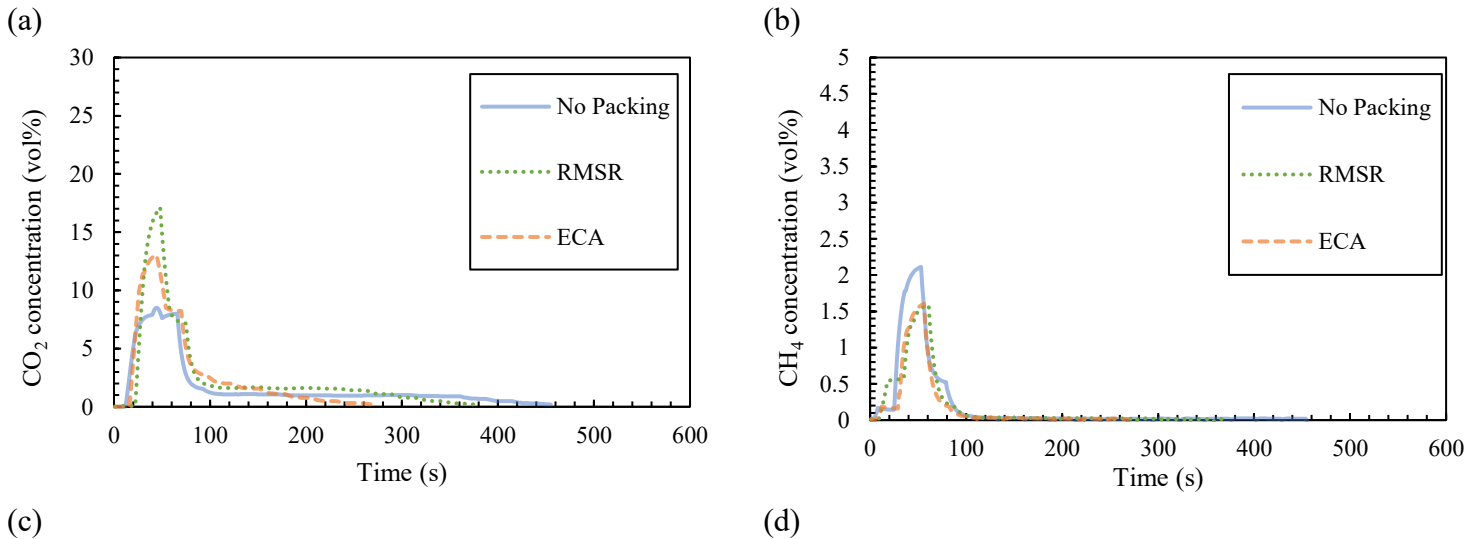 (a)
30
25
20
15
10
5
0
CO2 concentration (vol%)
No Packing
RMSR
ECA
0 100 200 300 400 500 600
Time (s)
(b)
5
4.5
4
3.5
3
2.5
2
1.5
1
0.5
0
CH4 concentration (vol%)
No Packing
RMSR
ECA
0 100 200 300 400 500 600
Time (s)
(c)
(d)